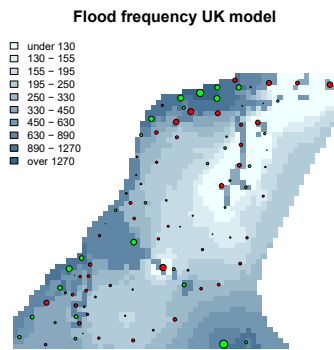 Flood frequency UK model
under 130
130 − 155
155 − 195
195 − 250
250 − 330
330 − 450
450 − 630
630 − 890
890 − 1270
over 1270